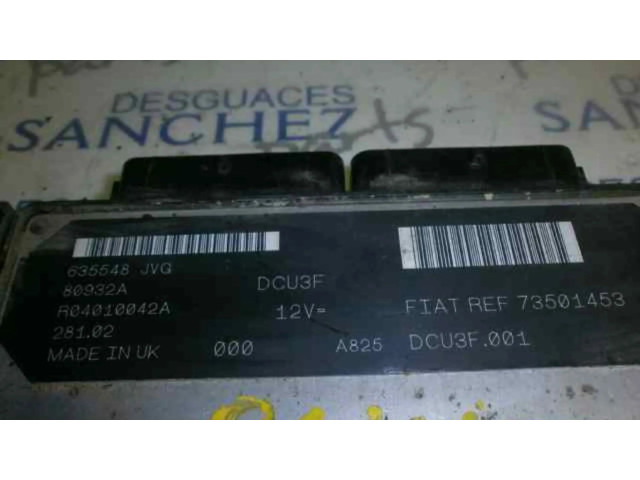 DESGUACES
SANCHEZ
parts
635548 JVG
80932A
DCU3F
R04010042A
12V=
FIAT REF 73501453
281.02
MADE IN UK 000 A825 DCU3F.001